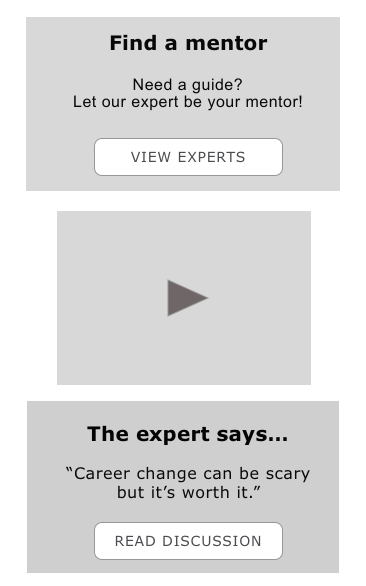 Find a mentor
Need a guide?
Let our expert be your mentor!
VIEW EXPERTS
The expert says...
“Career change can be scary
but it’s worth it.”
READ DISCUSSION